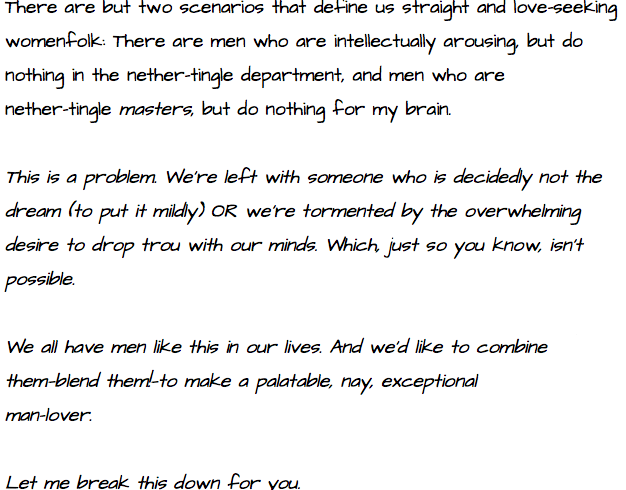 There are but two scenarios that define us straight and love-seeking
womenfolk: There are men who are intellectually arousing, but do
nothing in the nether-tingle department, and men who are
nether-tingle masters, but do nothing for my brain.
This is a problem. We're left with someone who is decidedly not the
dream (to put it mildly) OR we're tormented by the overwhelming
desire to drop trou with our minds. Which, just so you know, isn't
possible.
We all have men like this in our lives. And we'd like to combine
them-blend them!-to make a palatable, nay, exceptional
man-lover.
Let me break this down for you.